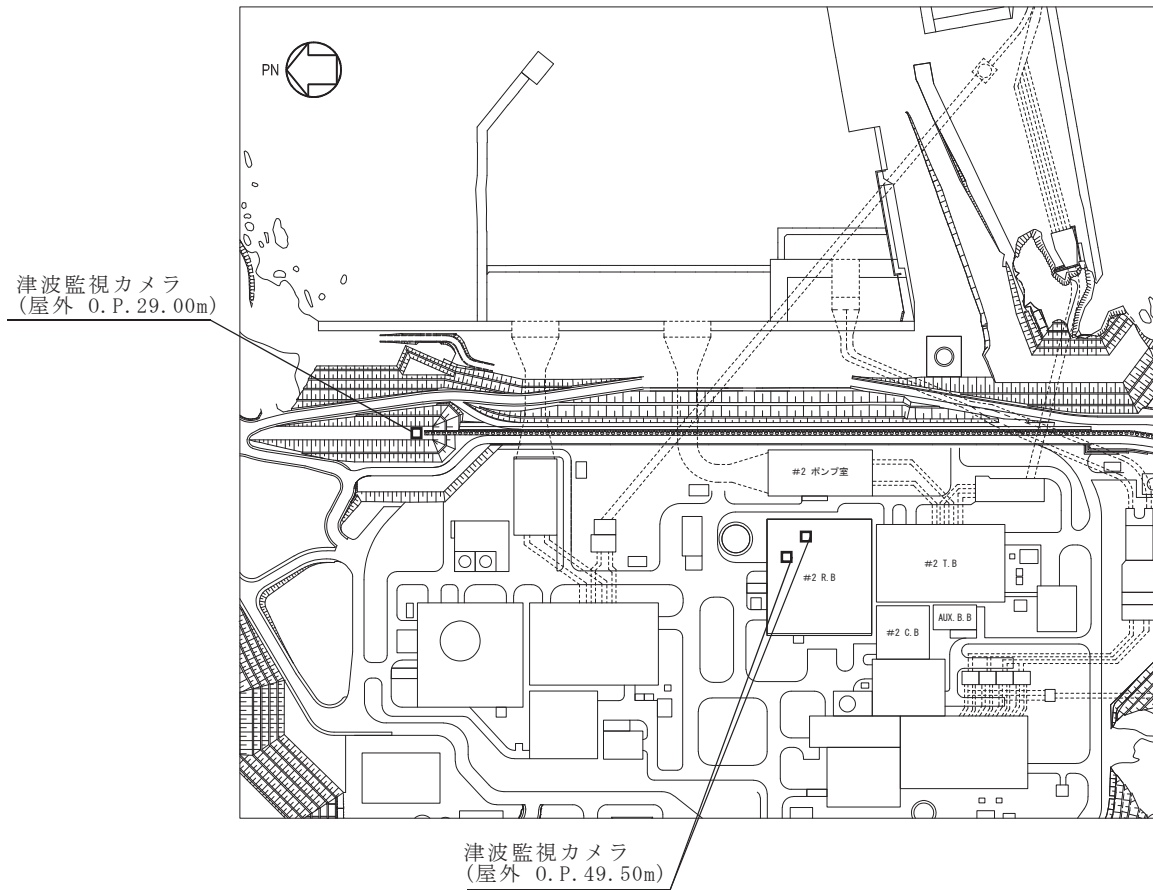 PN
津波監視カメラ
(屋外 O.P.29.00m)
#2 ポンプ室
#2 R.B
#2 T.B
#2 C.B
AUX.B.B
津波監視カメラ
(屋外 O.P.49.50m)